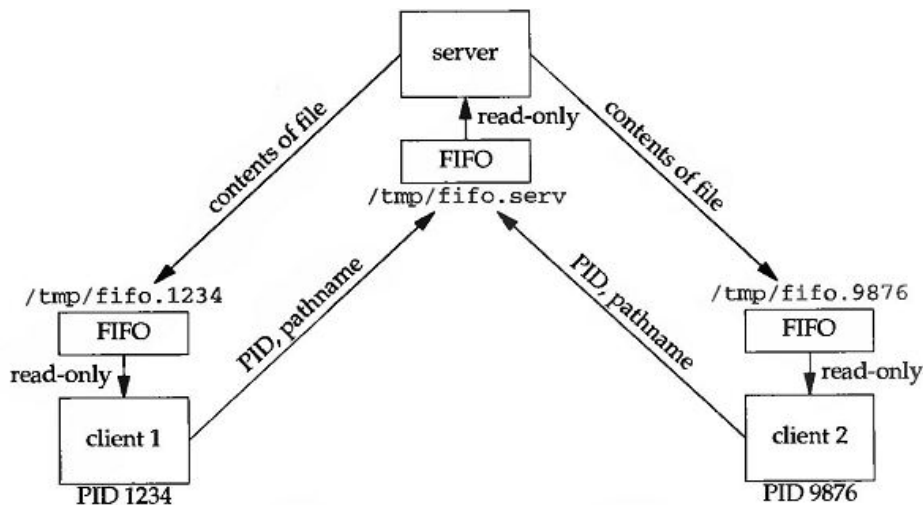 server
read-only
FIFO
/tmp/fifo.serv
contents of file
contents of file
PID, pathname
PID, pathname
/tmp/fifo.1234
FIFO
read-only
client 1
PID 1234
/tmp/fifo.9876
FIFO
read-only
client 2
PID 9876